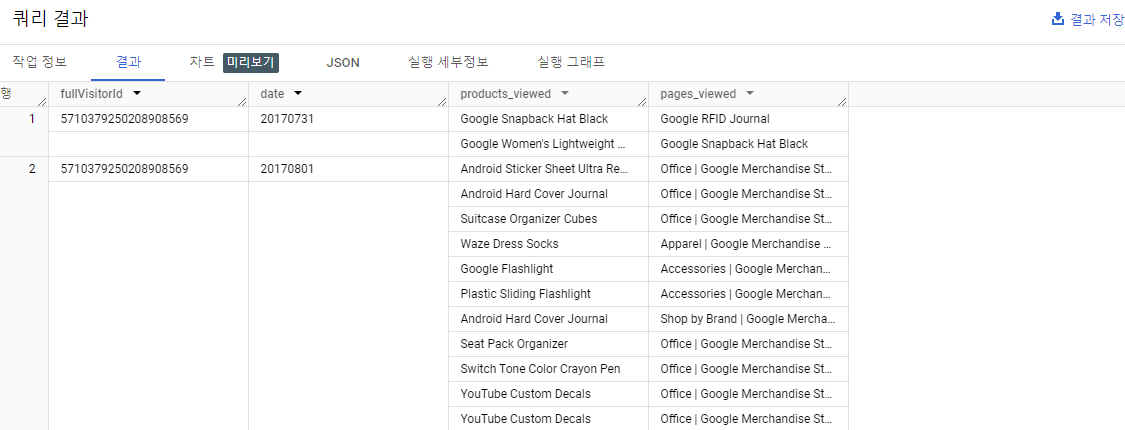 쿼리 결과
결과 저장
작업 정보 결과 차트 미리보기 JSON 실행 세부정보 실행 그래프
행 fullVisitorId date products_viewed pages_viewed
1 5710379250208908569 20170731 Google Snapback Hat Black Google RFID Journal
Google Women's Lightweight ... Google Snapback Hat Black
2 5710379250208908569 20170801 Android Sticker Sheet Ultra Re... Office | Google Merchandise St...
Android Hard Cover Journal Office | Google Merchandise St...
Suitcase Organizer Cubes Office | Google Merchandise St...
Waze Dress Socks Apparel | Google Merchandise ...
Google Flashlight Accessories | Google Merchan...
Plastic Sliding Flashlight Accessories | Google Merchan...
Android Hard Cover Journal Shop by Brand | Google Mercha...
Seat Pack Organizer Office | Google Merchandise St...
Switch Tone Color Crayon Pen Office | Google Merchandise St...
YouTube Custom Decals Office | Google Merchandise St...
YouTube Custom Decals Office | Google Merchandise St...